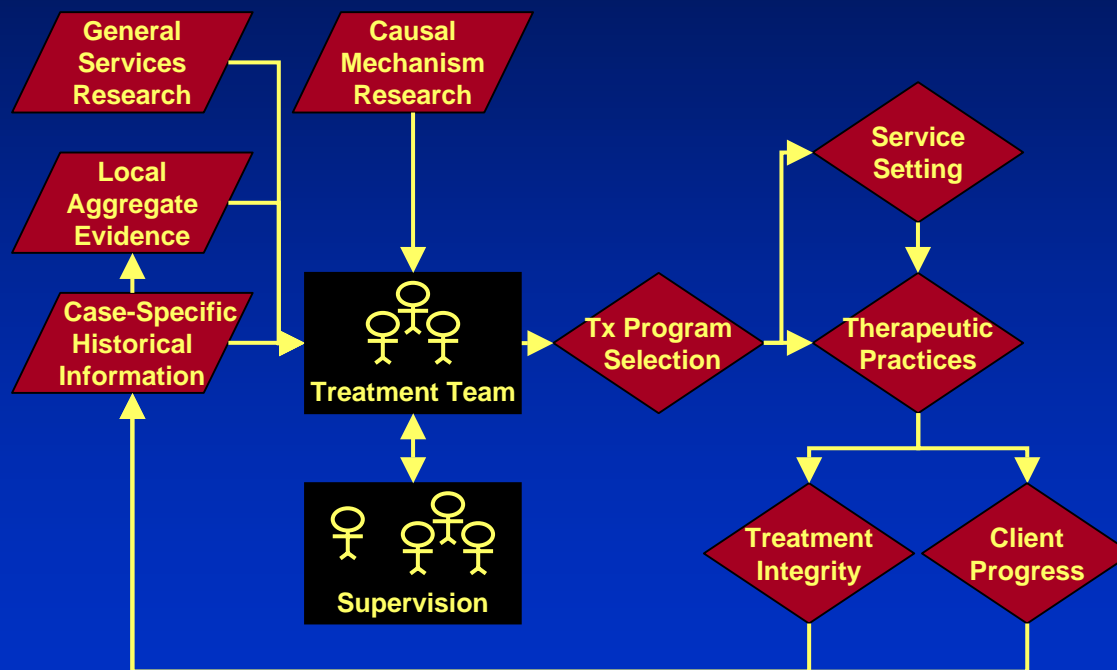 General
Services
Research
Causal
Mechanism
Research
Local
Aggregate
Evidence
Case-Specific
Historical
Information
Treatment Team
Supervision
Tx Program
Selection
Service
Setting
Therapeutic
Practices
Treatment
Integrity
Client
Progress